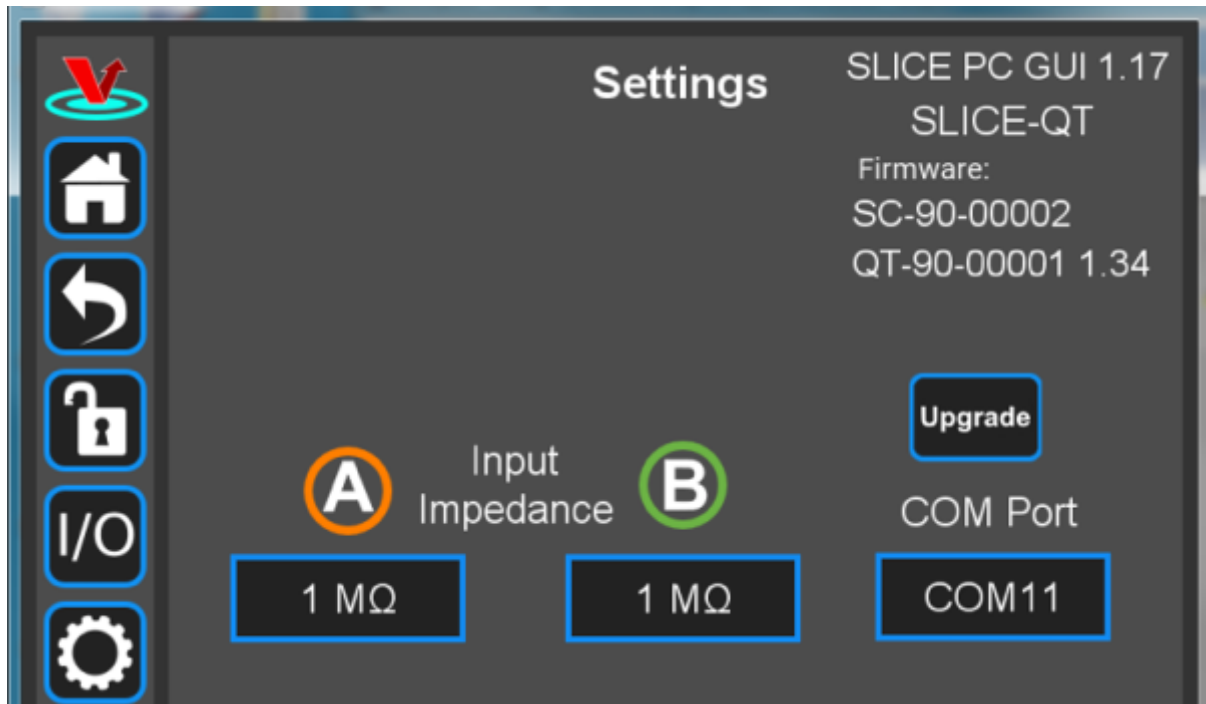 Settings
SLICE PC GUI 1.17
SLICE-QT
Firmware:
SC-90-00002
QT-90-00001 1.34
Upgrade
I/O
A
Input
Impedance
B
COM Port
1 MΩ
1 MΩ
COM11